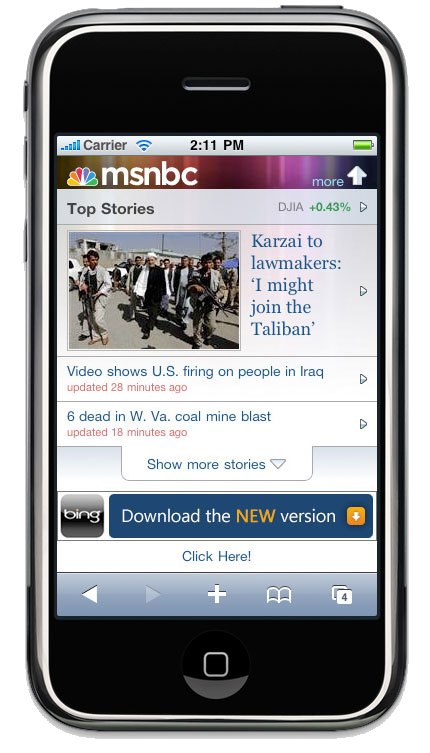 Carrier 2:11 PM
msnbc
more
Top Stories DJIA +0.43%
Karzai to
lawmakers:
‘I might
join the
Taliban’
Video shows U.S. firing on people in Iraq
updated 28 minutes ago
6 dead in W. Va. coal mine blast
updated 18 minutes ago
Show more stories
bing
Download the NEW version
Click Here!
4